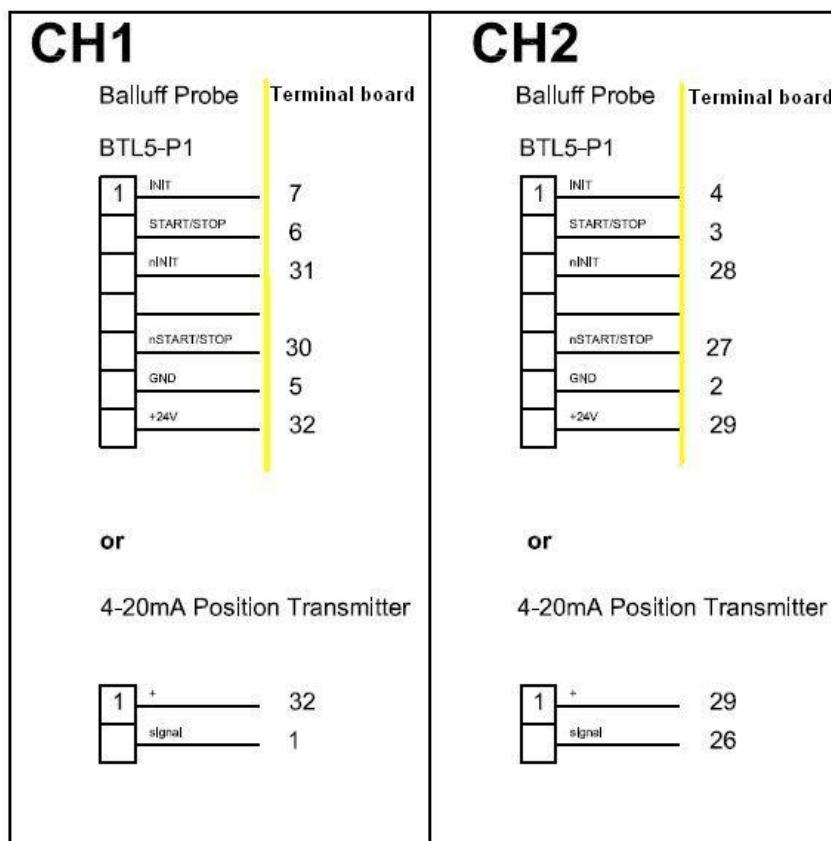 CH1
Balluff Probe Terminal board
BTL5-P1
1 INIT 7
START/STOP 6
nINIT 31
nSTART/STOP 30
GND 5
+24V 32
or
4-20mA Position Transmitter
1 + 32
signal 1
CH2
Balluff Probe Terminal board
BTL5-P1
1 INIT 4
START/STOP 3
nINIT 28
nSTART/STOP 27
GND 2
+24V 29
or
4-20mA Position Transmitter
1 + 29
signal 26